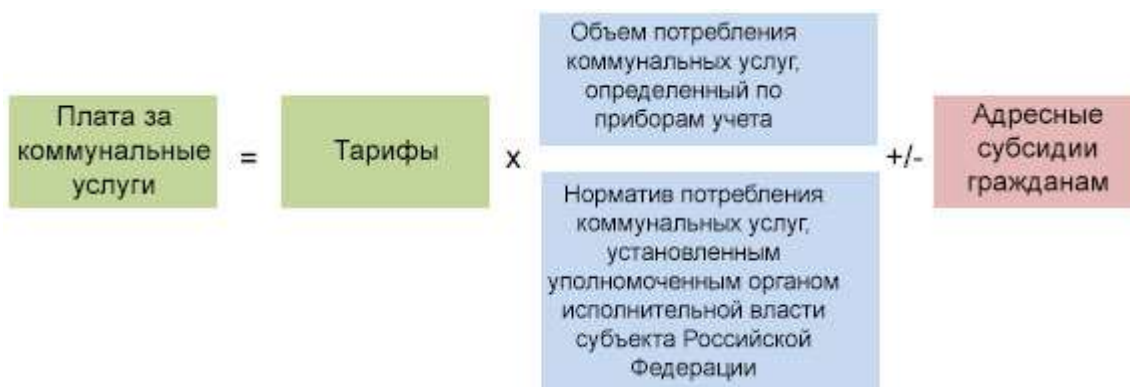 Плата за
коммунальные
услуги
=
Тарифы
x
Объем потребления
коммунальных услуг,
определенный по
приборам учета
Норматив потребления
коммунальных услуг,
установленным
уполномоченным органом
исполнительной власти
субъекта Российской
Федерации
+/-
Адресные
субсидии
гражданам